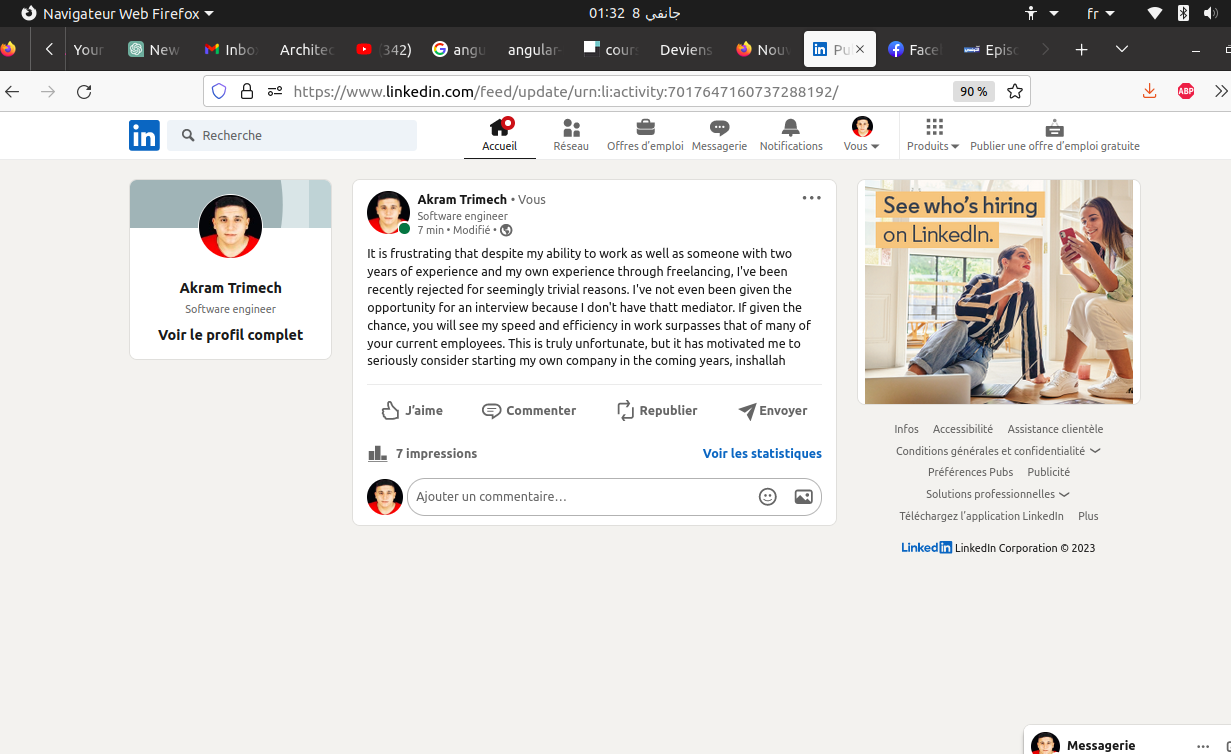 Navigateur Web Firefox
جانفي 8 01:32
fr
Your
New
Inbo
Architec
(342)
angu
angular-
cours
Deviens
Nouv
Pu
Facel
Episo
https://www.linkedin.com/feed/update/urn:li:activity:7017647160737288192/
90 %
ABP
in
Recherche
Accueil
Réseau
Offres d'emploi
Messagerie
Notifications
Vous
Produits
Publier une offre d'emploi gratuite
Akram Trimech
Software engineer
Voir le profil complet
Akram Trimech • Vous
Software engineer
7 min • Modifié •
It is frustrating that despite my ability to work as well as someone with two
years of experience and my own experience through freelancing, I've been
recently rejected for seemingly trivial reasons. I've not even been given the
opportunity for an interview because I don't have thatt mediator. If given the
chance, you will see my speed and efficiency in work surpasses that of many of
your current employees. This is truly unfortunate, but it has motivated me to
seriously consider starting my own company in the coming years, inshallah
J'aime
Commenter
Republier
Envoyer
7 impressions
Voir les statistiques
Ajouter un commentaire…
See who's hiring
on LinkedIn.
Infos Accessibilité Assistance clientèle
Conditions générales et confidentialité
Préférences Pubs Publicité
Solutions professionnelles
Téléchargez l'application LinkedIn Plus
LinkedIn LinkedIn Corporation © 2023
Messagerie